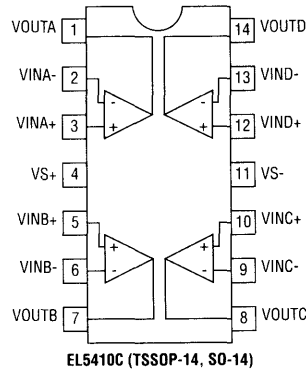 VOUTA 1 14 VOUTD
VINA- 2 - - 13 VIND-
VINA+ 3 + + 12 VIND+
VS+ 4 11 VS-
VINB+ 5 + + 10 VINC+
VINB- 6 - - 9 VINC-
VOUTB 7 8 VOUTC
EL5410C (TSSOP-14, SO-14)